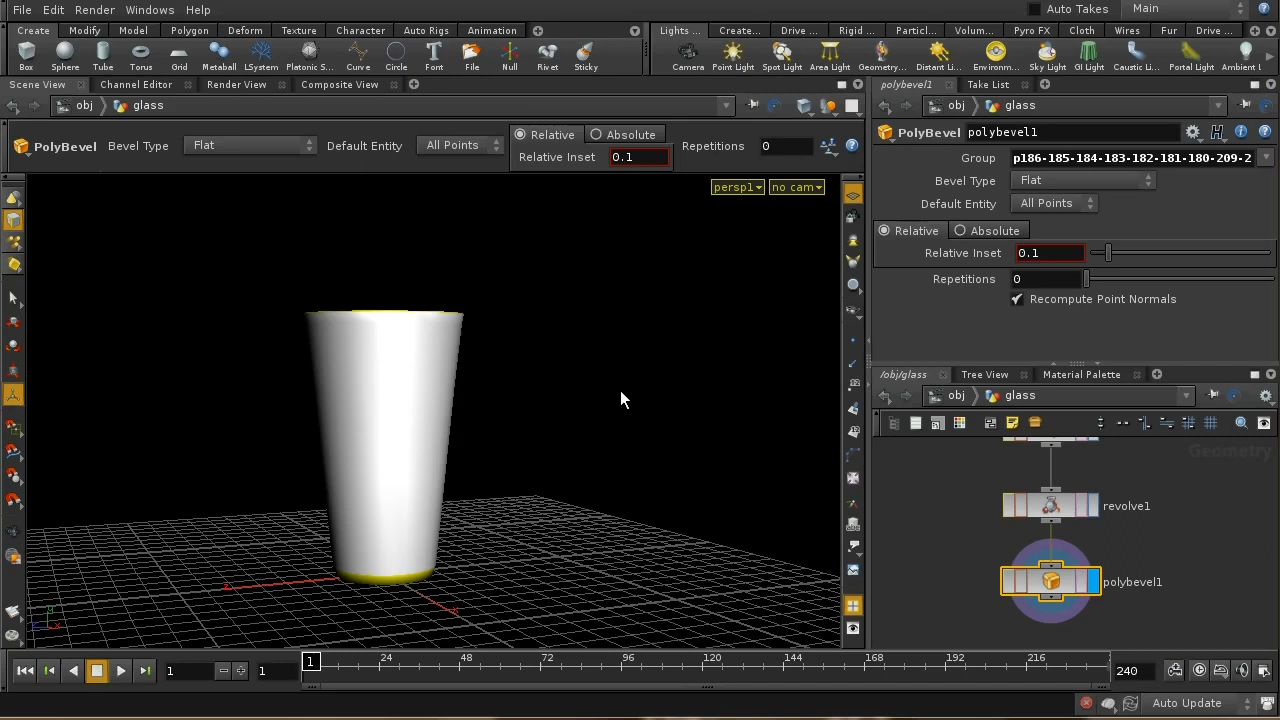 File Edit Render Windows Help Auto Takes Main
Create Modify Model Polygon Deform Texture Character Auto Rigs Animation Lights ... Create... Drive ... Rigid ... Particl... Volum... Pyro FX Cloth Wires Fur Drive ...
Box Sphere Tube Torus Grid Metaball LSystem Platonic S... Curve Circle Font File Null Rivet Sticky Camera Point Light Spot Light Area Light Geometry... Distant Li... Environ... Sky Light GI Light Caustic Li... Portal Light Ambient l
Scene View Channel Editor Render View Composite View
obj glass
PolyBevel Bevel Type Flat Default Entity All Points Relative Absolute Repetitions 0
Relative Inset 0.1
persp1 no cam
polybevel1 Take List
obj glass
PolyBevel polybevel1
Group p186-185-184-183-182-181-180-209-2
Bevel Type Flat
Default Entity All Points
Relative Absolute
Relative Inset 0.1
Repetitions 0
Recompute Point Normals
/obj/glass Tree View Material Palette
obj glass
Geometry
revolve1
polybevel1
1 1 1 24 48 72 96 120 144 168 192 216 240
Auto Update